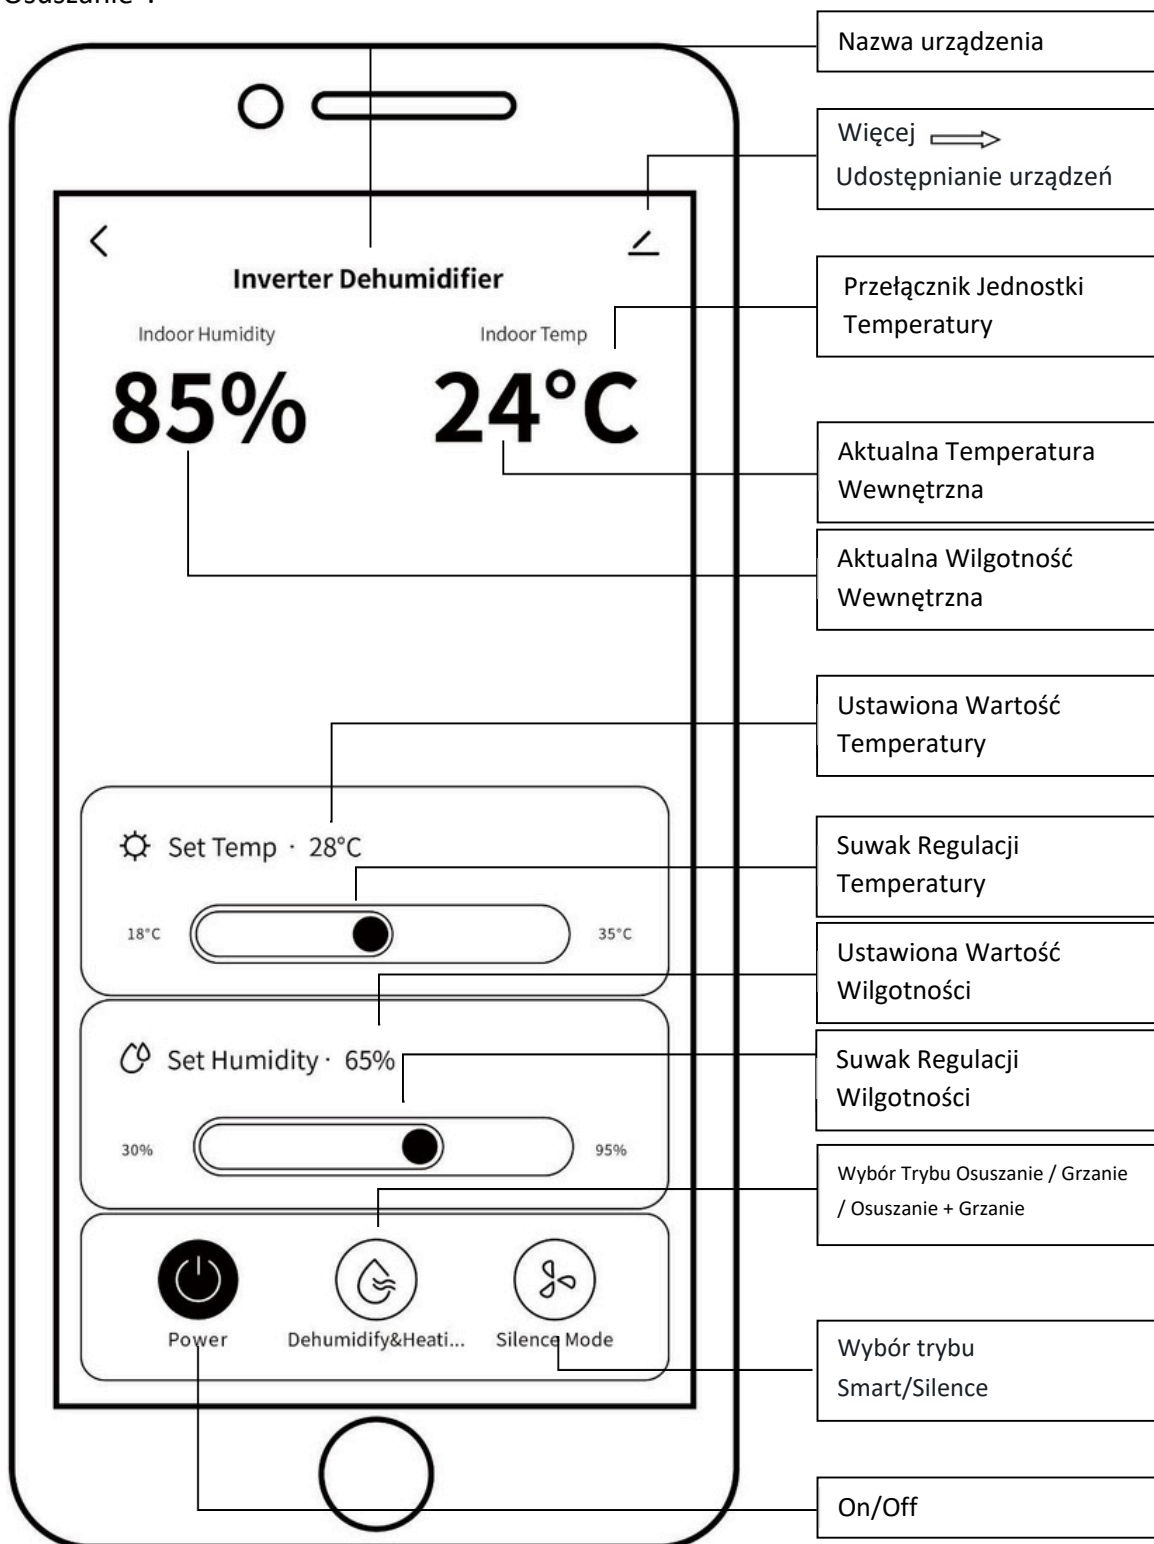 Nazwa urządzenia
Więcej
Udostępnianie urządzeń
Inverter Dehumidifier
Indoor Humidity
Indoor Temp
85%
24°C
Przełącznik Jednostki
Temperatury
Aktualna Temperatura
Wewnętrzna
Aktualna Wilgotność
Wewnętrzna
Ustawiona Wartość
Temperatury
Set Temp · 28°C
18°C
35°C
Suwak Regulacji
Temperatury
Ustawiona Wartość
Wilgotności
Set Humidity · 65%
30%
95%
Suwak Regulacji
Wilgotności
Wybór Trybu Osuszanie / Grzanie
/ Osuszanie + Grzanie
Power
Dehumidify&Heati...
Silence Mode
Wybór trybu
Smart/Silence
On/Off